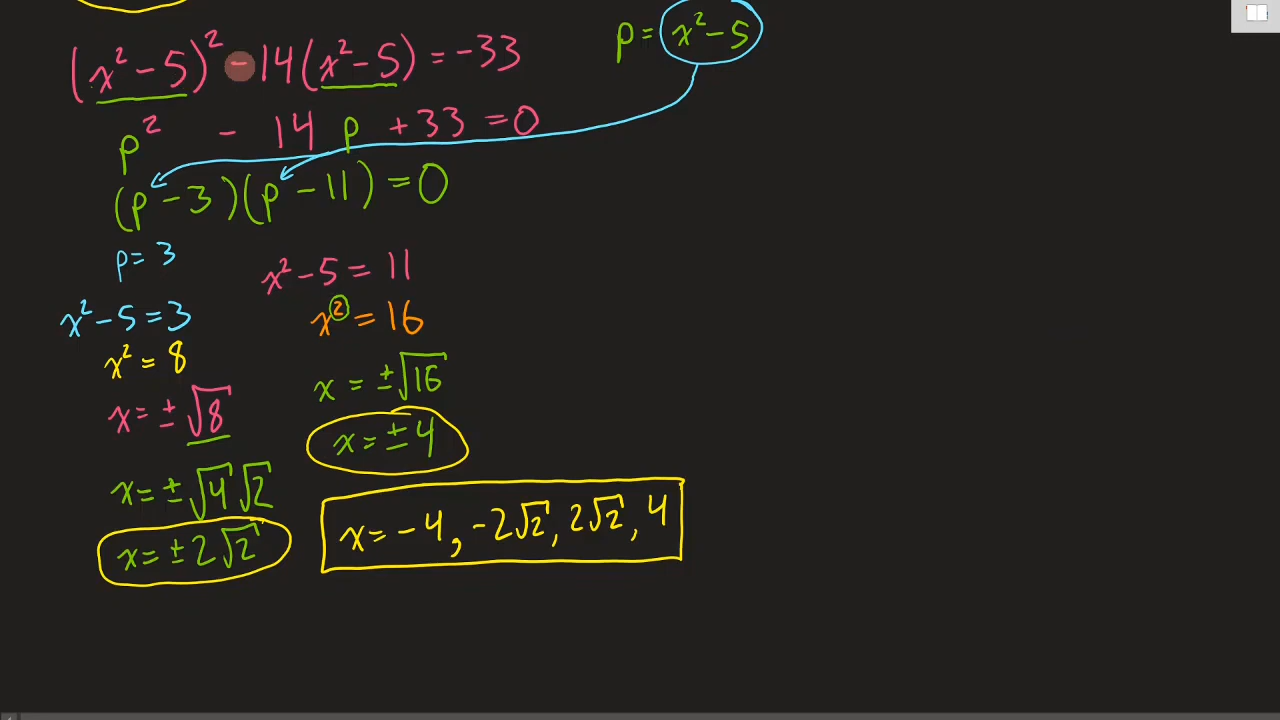 p = x² - 5
(x² - 5)² - 14(x² - 5) = -33
p² - 14 p + 33 = 0
(p - 3)(p - 11) = 0
p = 3
x² - 5 = 3
x² = 8
x = ± √8
x = ± √4 √2
x = ± 2 √2
x² - 5 = 11
x² = 16
x = ± √16
x = ± 4
x = -4, -2√2, 2√2, 4